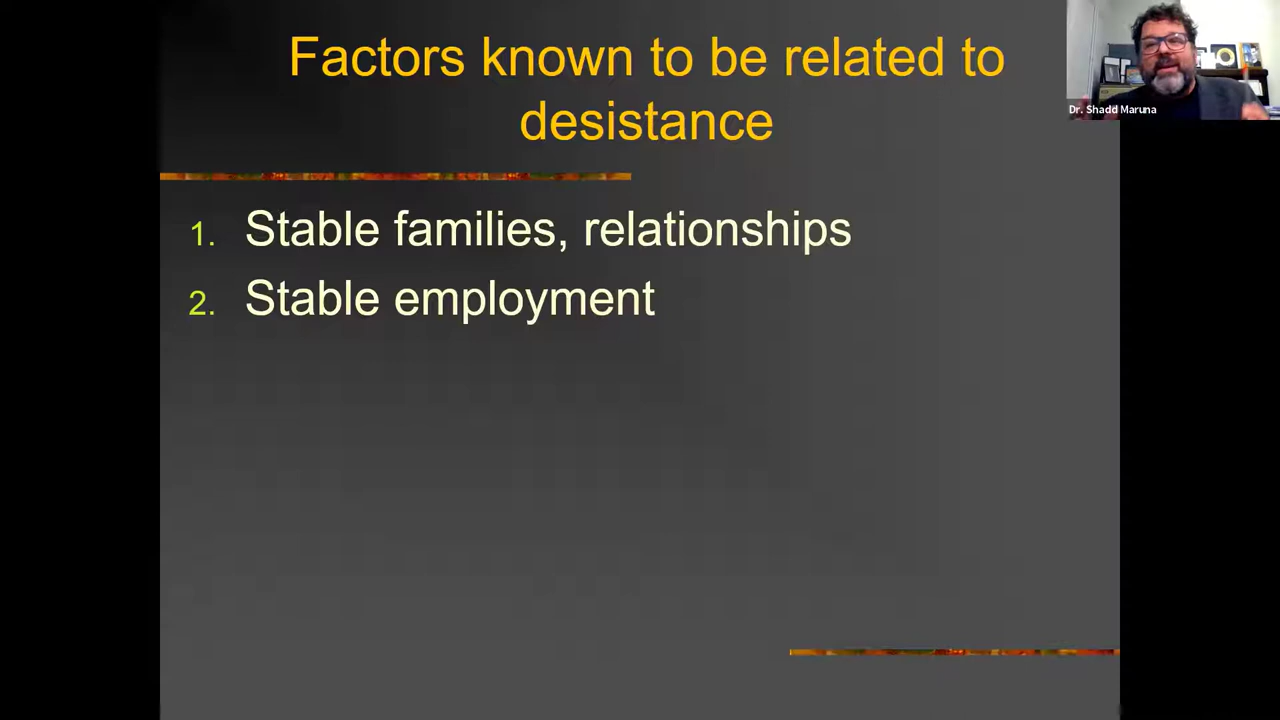 Factors known to be related to
desistance
Dr. Shadd Maruna
1. Stable families, relationships
2. Stable employment